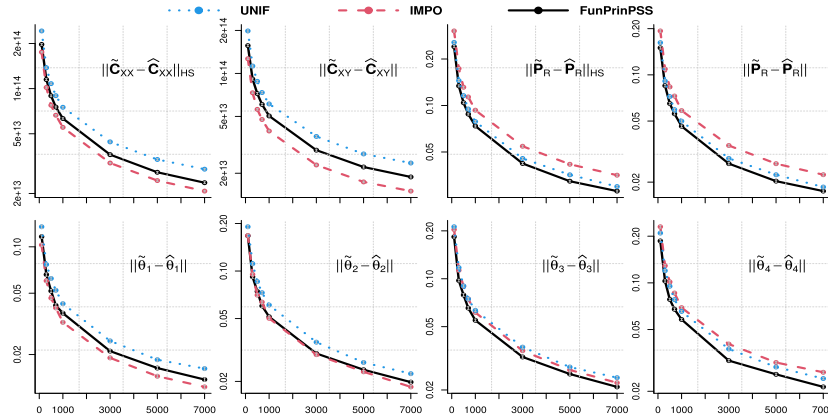 UNIF IMPO FunPrinPSS
||C̃XX − ĈXX||HS
||C̃XY − ĈXY||
||P̃R − P̂R||HS
||P̃R − P̂R||
2e+14 1e+14 5e+13 2e+13
2e+14 1e+14 5e+13 2e+13
0.20 0.10 0.05
0.20 0.10 0.05 0.02
||θ̃1 − θ̂1||
||θ̃2 − θ̂2||
||θ̃3 − θ̂3||
||θ̃4 − θ̂4||
0.10 0.05 0.02
0.20 0.10 0.05 0.02
0.20 0.10 0.05 0.02
0.20 0.10 0.05 0.02
0 1000 3000 5000 7000
0 1000 3000 5000 7000
0 1000 3000 5000 7000
0 1000 3000 5000 700